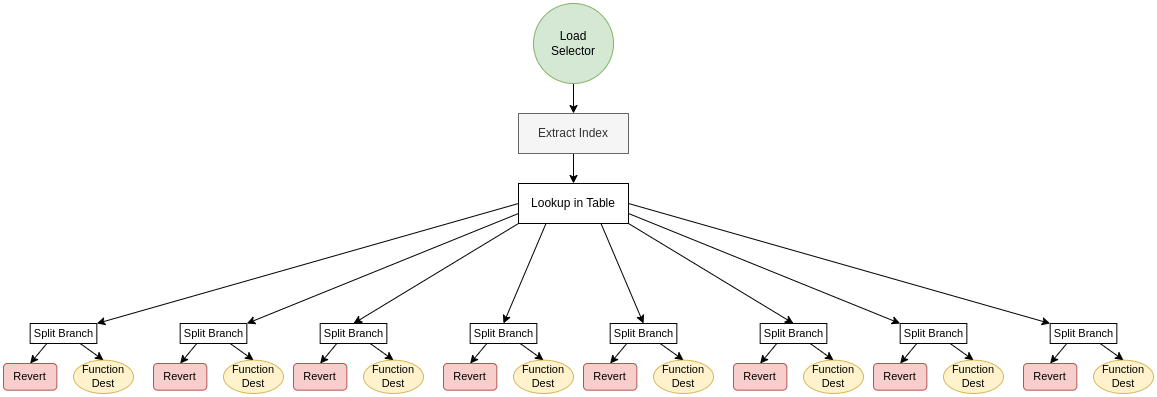 Load
Selector
Extract Index
Lookup in Table
Split Branch
Split Branch
Split Branch
Split Branch
Split Branch
Split Branch
Split Branch
Split Branch
Revert
Function
Dest
Revert
Function
Dest
Revert
Function
Dest
Revert
Function
Dest
Revert
Function
Dest
Revert
Function
Dest
Revert
Function
Dest
Revert
Function
Dest